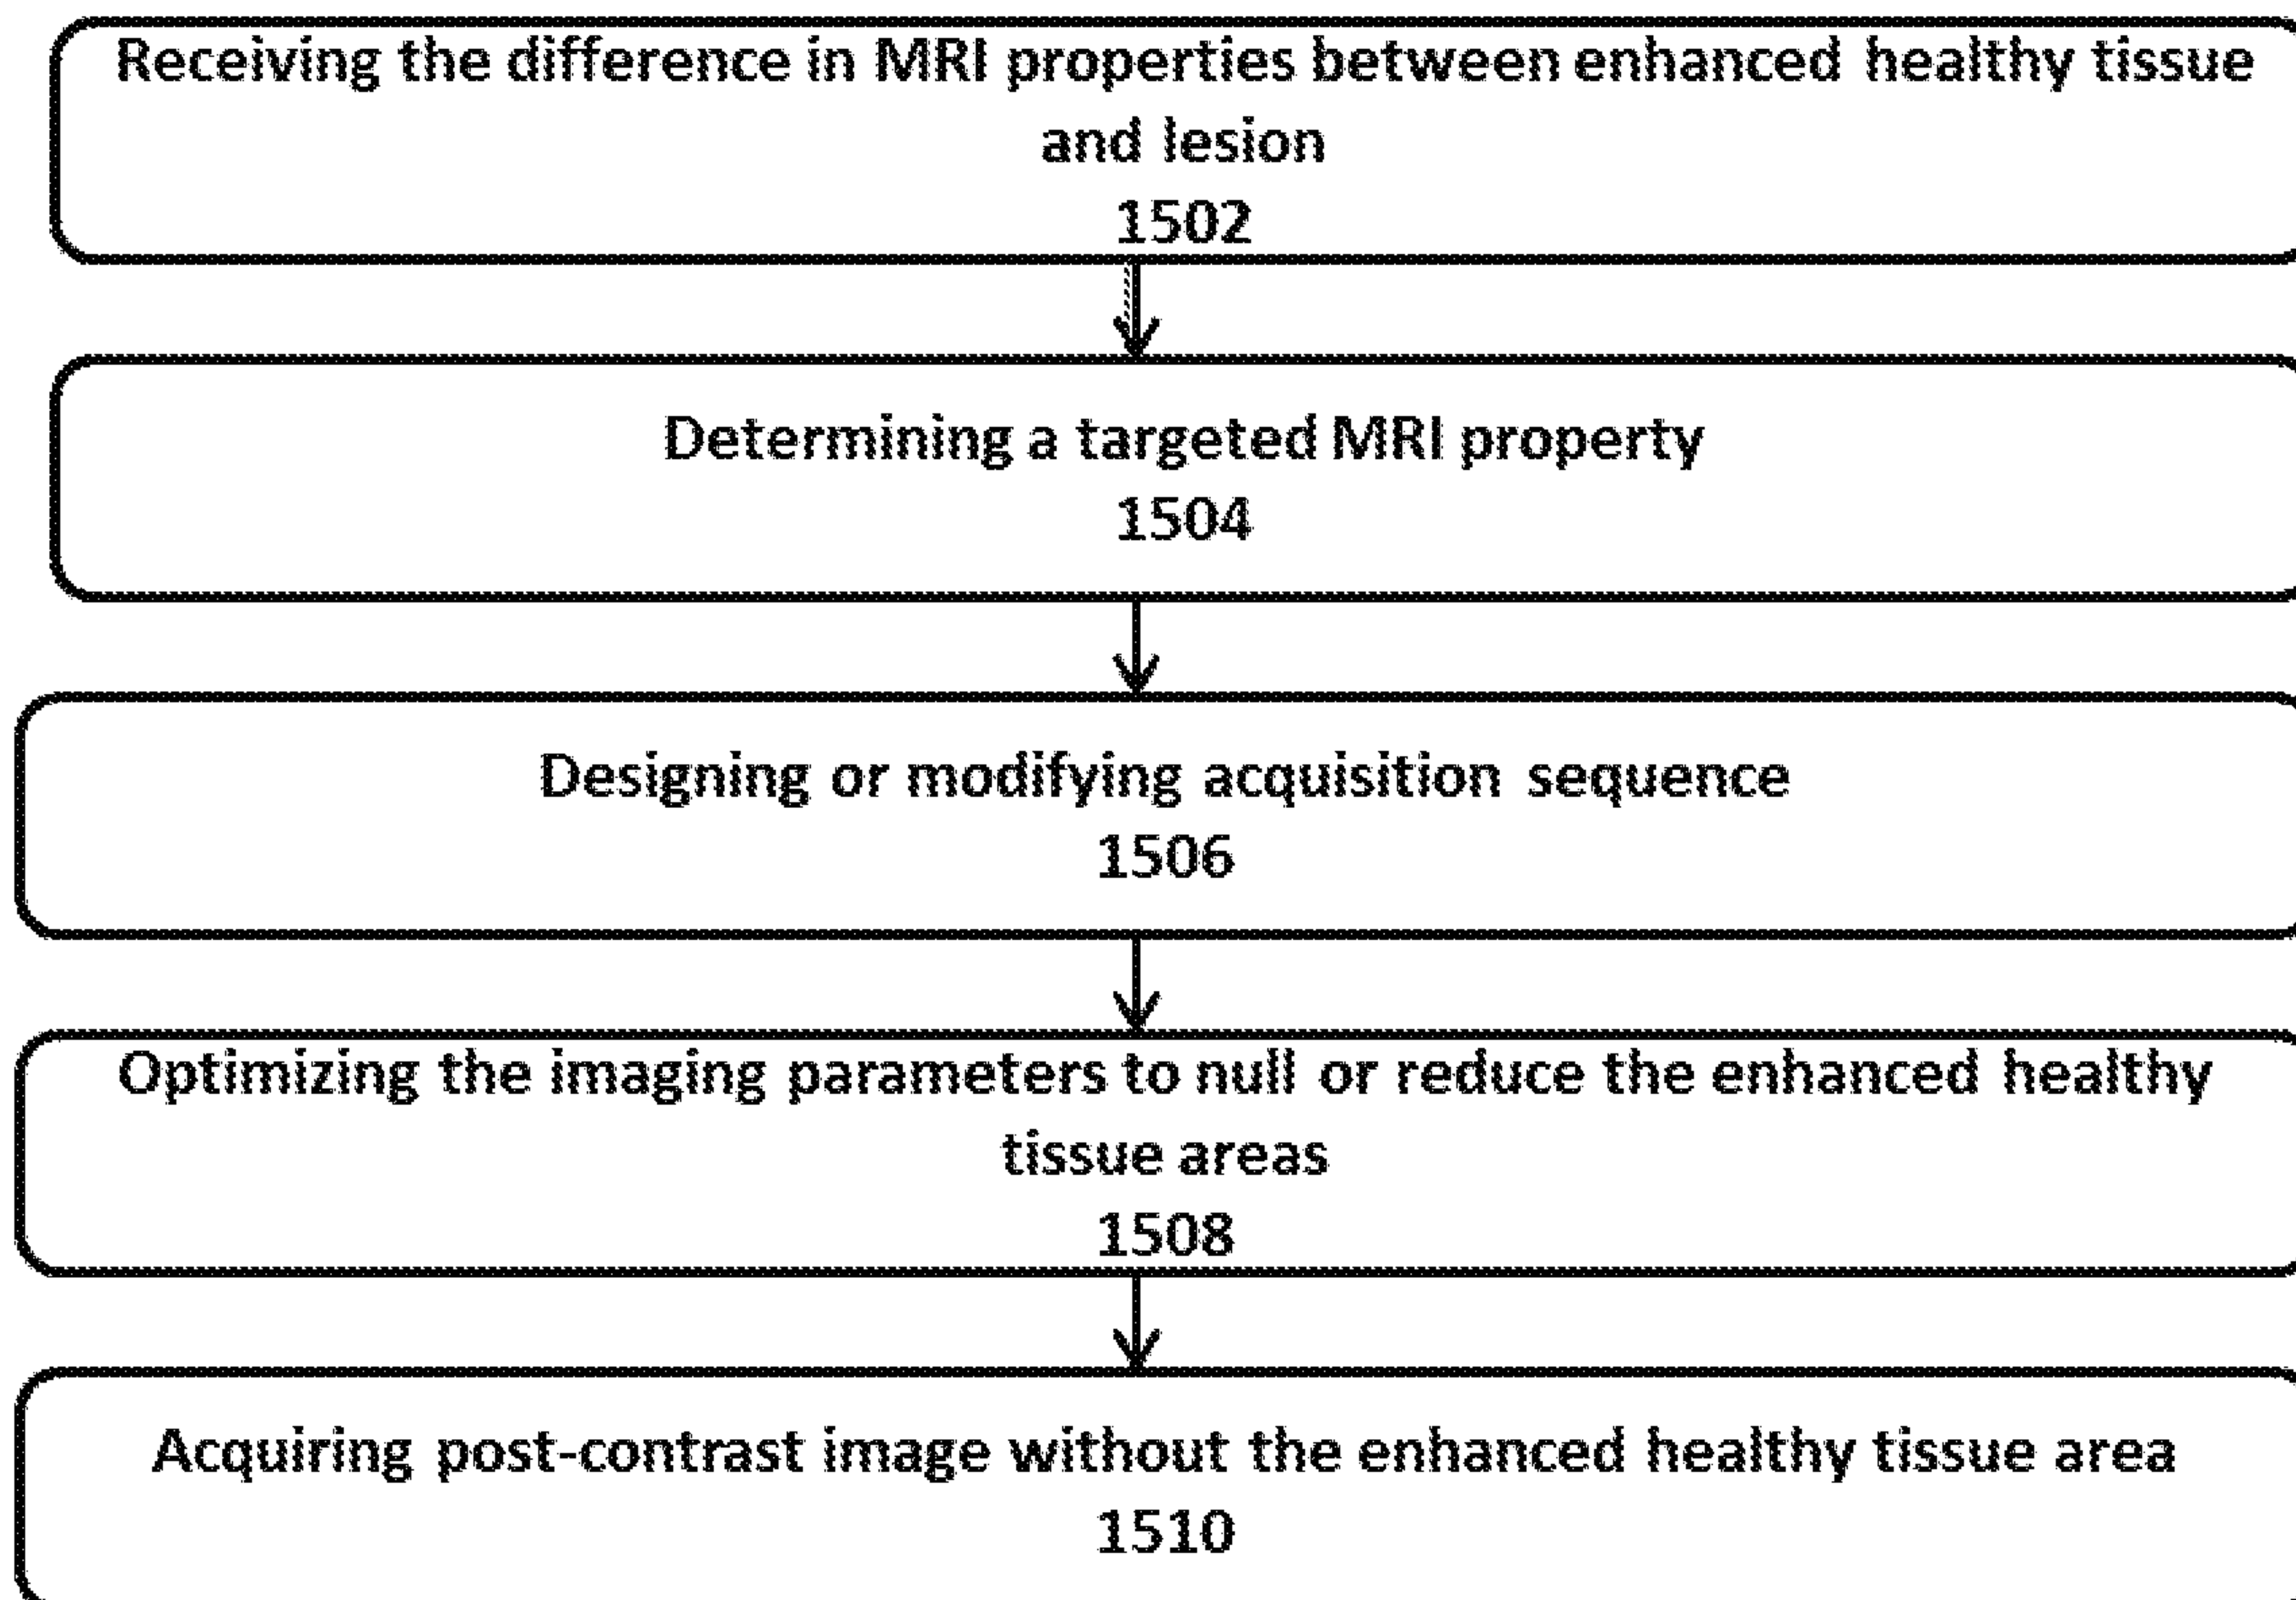 Receiving the difference in MRI properties between enhanced healthy tissue
and lesion
1502
Determining a targeted MRI property
1504
Designing or modifying acquisition sequence
1506
Optimizing the imaging parameters to null or reduce the enhanced healthy
tissue areas
1508
Acquiring post-contrast image without the enhanced healthy tissue area
1510